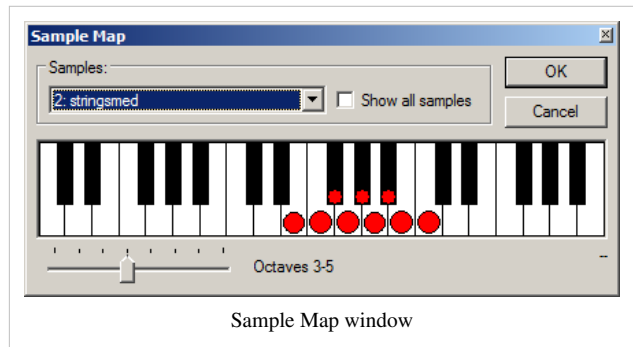 Sample Map
Samples:
OK
2: stringsmed
Show all samples
Cancel
Octaves 3-5
--
Sample Map window